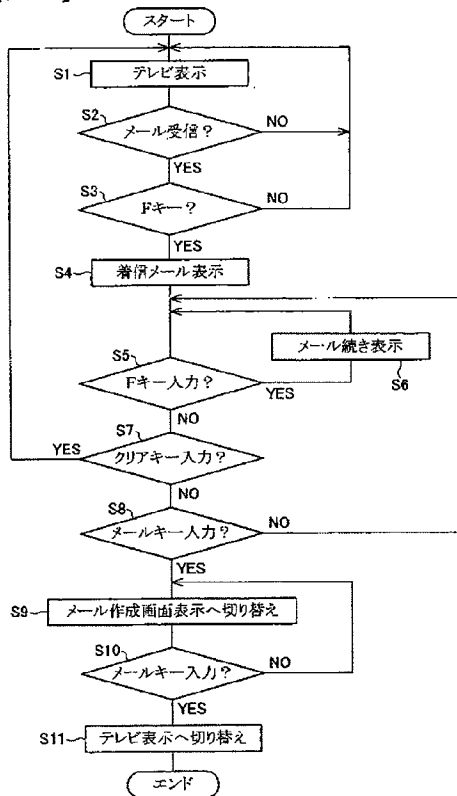 スタート
S1
テレビ表示
S2
メール受信?
NO
YES
S3
Fキー?
NO
YES
S4
着信メール表示
メール続き表示
S6
S5
Fキー入力?
YES
NO
S7
YES
クリアキー入力?
NO
S8
メールキー入力?
NO
YES
S9
メール作成画面表示へ切り替え
S10
メールキー入力?
NO
YES
S11
テレビ表示へ切り替え
エンド